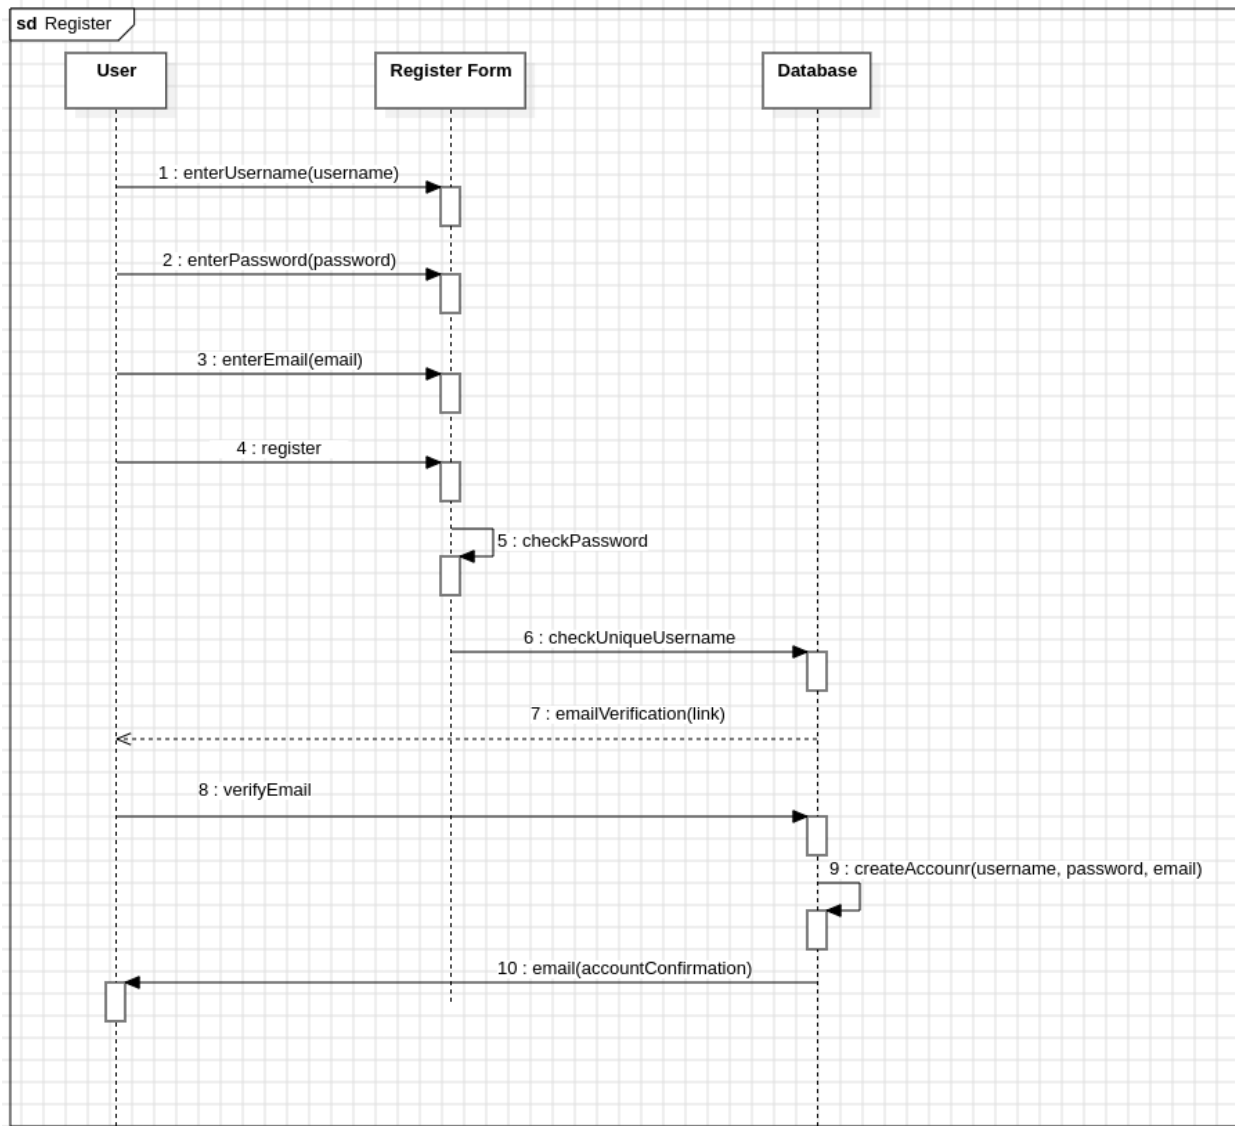 sd Register
User
Register Form
Database
1 : enterUsername(username)
2 : enterPassword(password)
3 : enterEmail(email)
4 : register
5 : checkPassword
6 : checkUniqueUsername
7 : emailVerification(link)
8 : verifyEmail
9 : createAccounr(username, password, email)
10 : email(accountConfirmation)